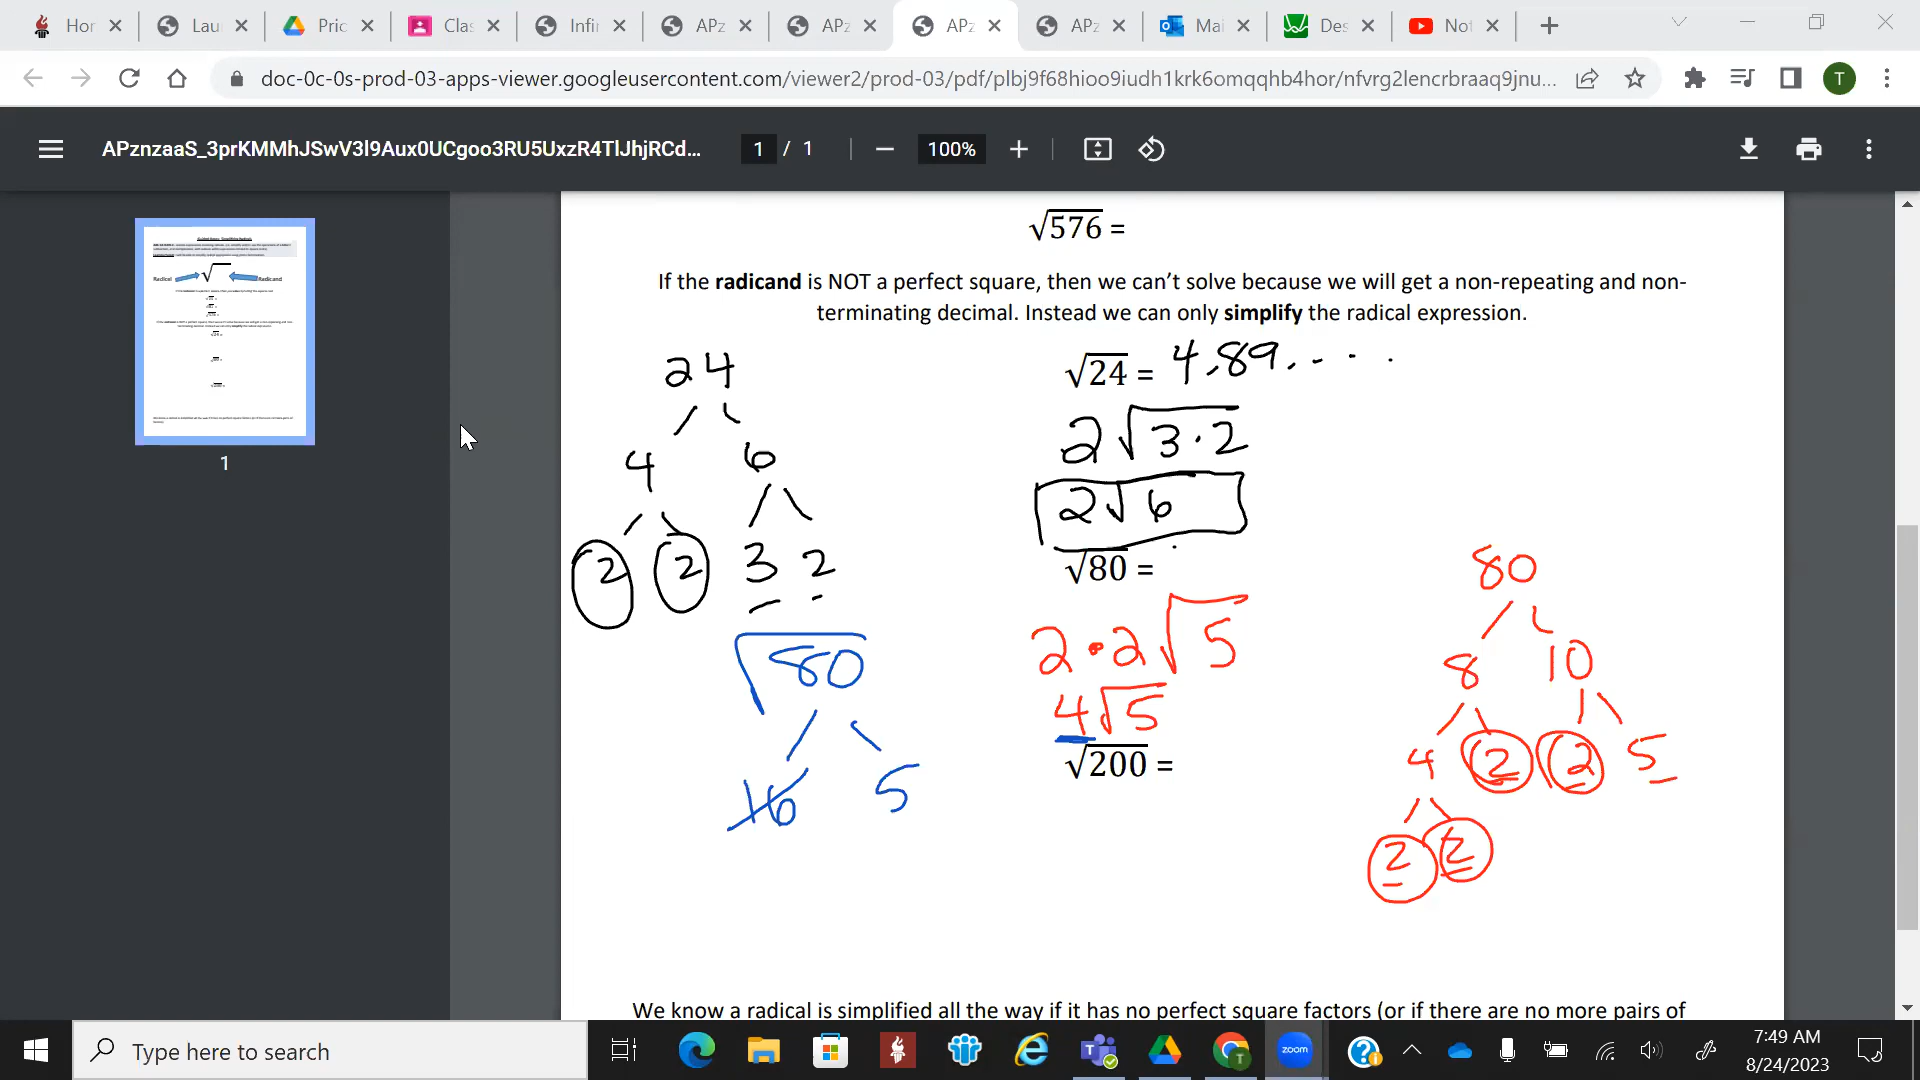 Hor
Lau
Pric
Clas
Infir
APz
APz
APz
APz
Mai
Des
Not
doc-0c-0s-prod-03-apps-viewer.googleusercontent.com/viewer2/prod-03/pdf/plbj9f68hioo9iudh1krk6omqqhb4hor/nfvrg2lencrbraaq9jnu...
T
APznzaaS_3prKMMhJSwV3l9Aux0UCgoo3RU5UxzR4TlJhjRCd...
1 / 1
100%
Radical
Radicand
1
√576 =
If the radicand is NOT a perfect square, then we can't solve because we will get a non-repeating and non-
terminating decimal. Instead we can only simplify the radical expression.
24
4 6
2 2 3 2
√24 = 4.89....
2√3·2
2√6
√80 =
2·2√5
4√5
√80
16 5
80
8 10
4 2 2 5
2 2
√200 =
We know a radical is simplified all the way if it has no perfect square factors (or if there are no more pairs of
Type here to search
zoom
7:49 AM
8/24/2023